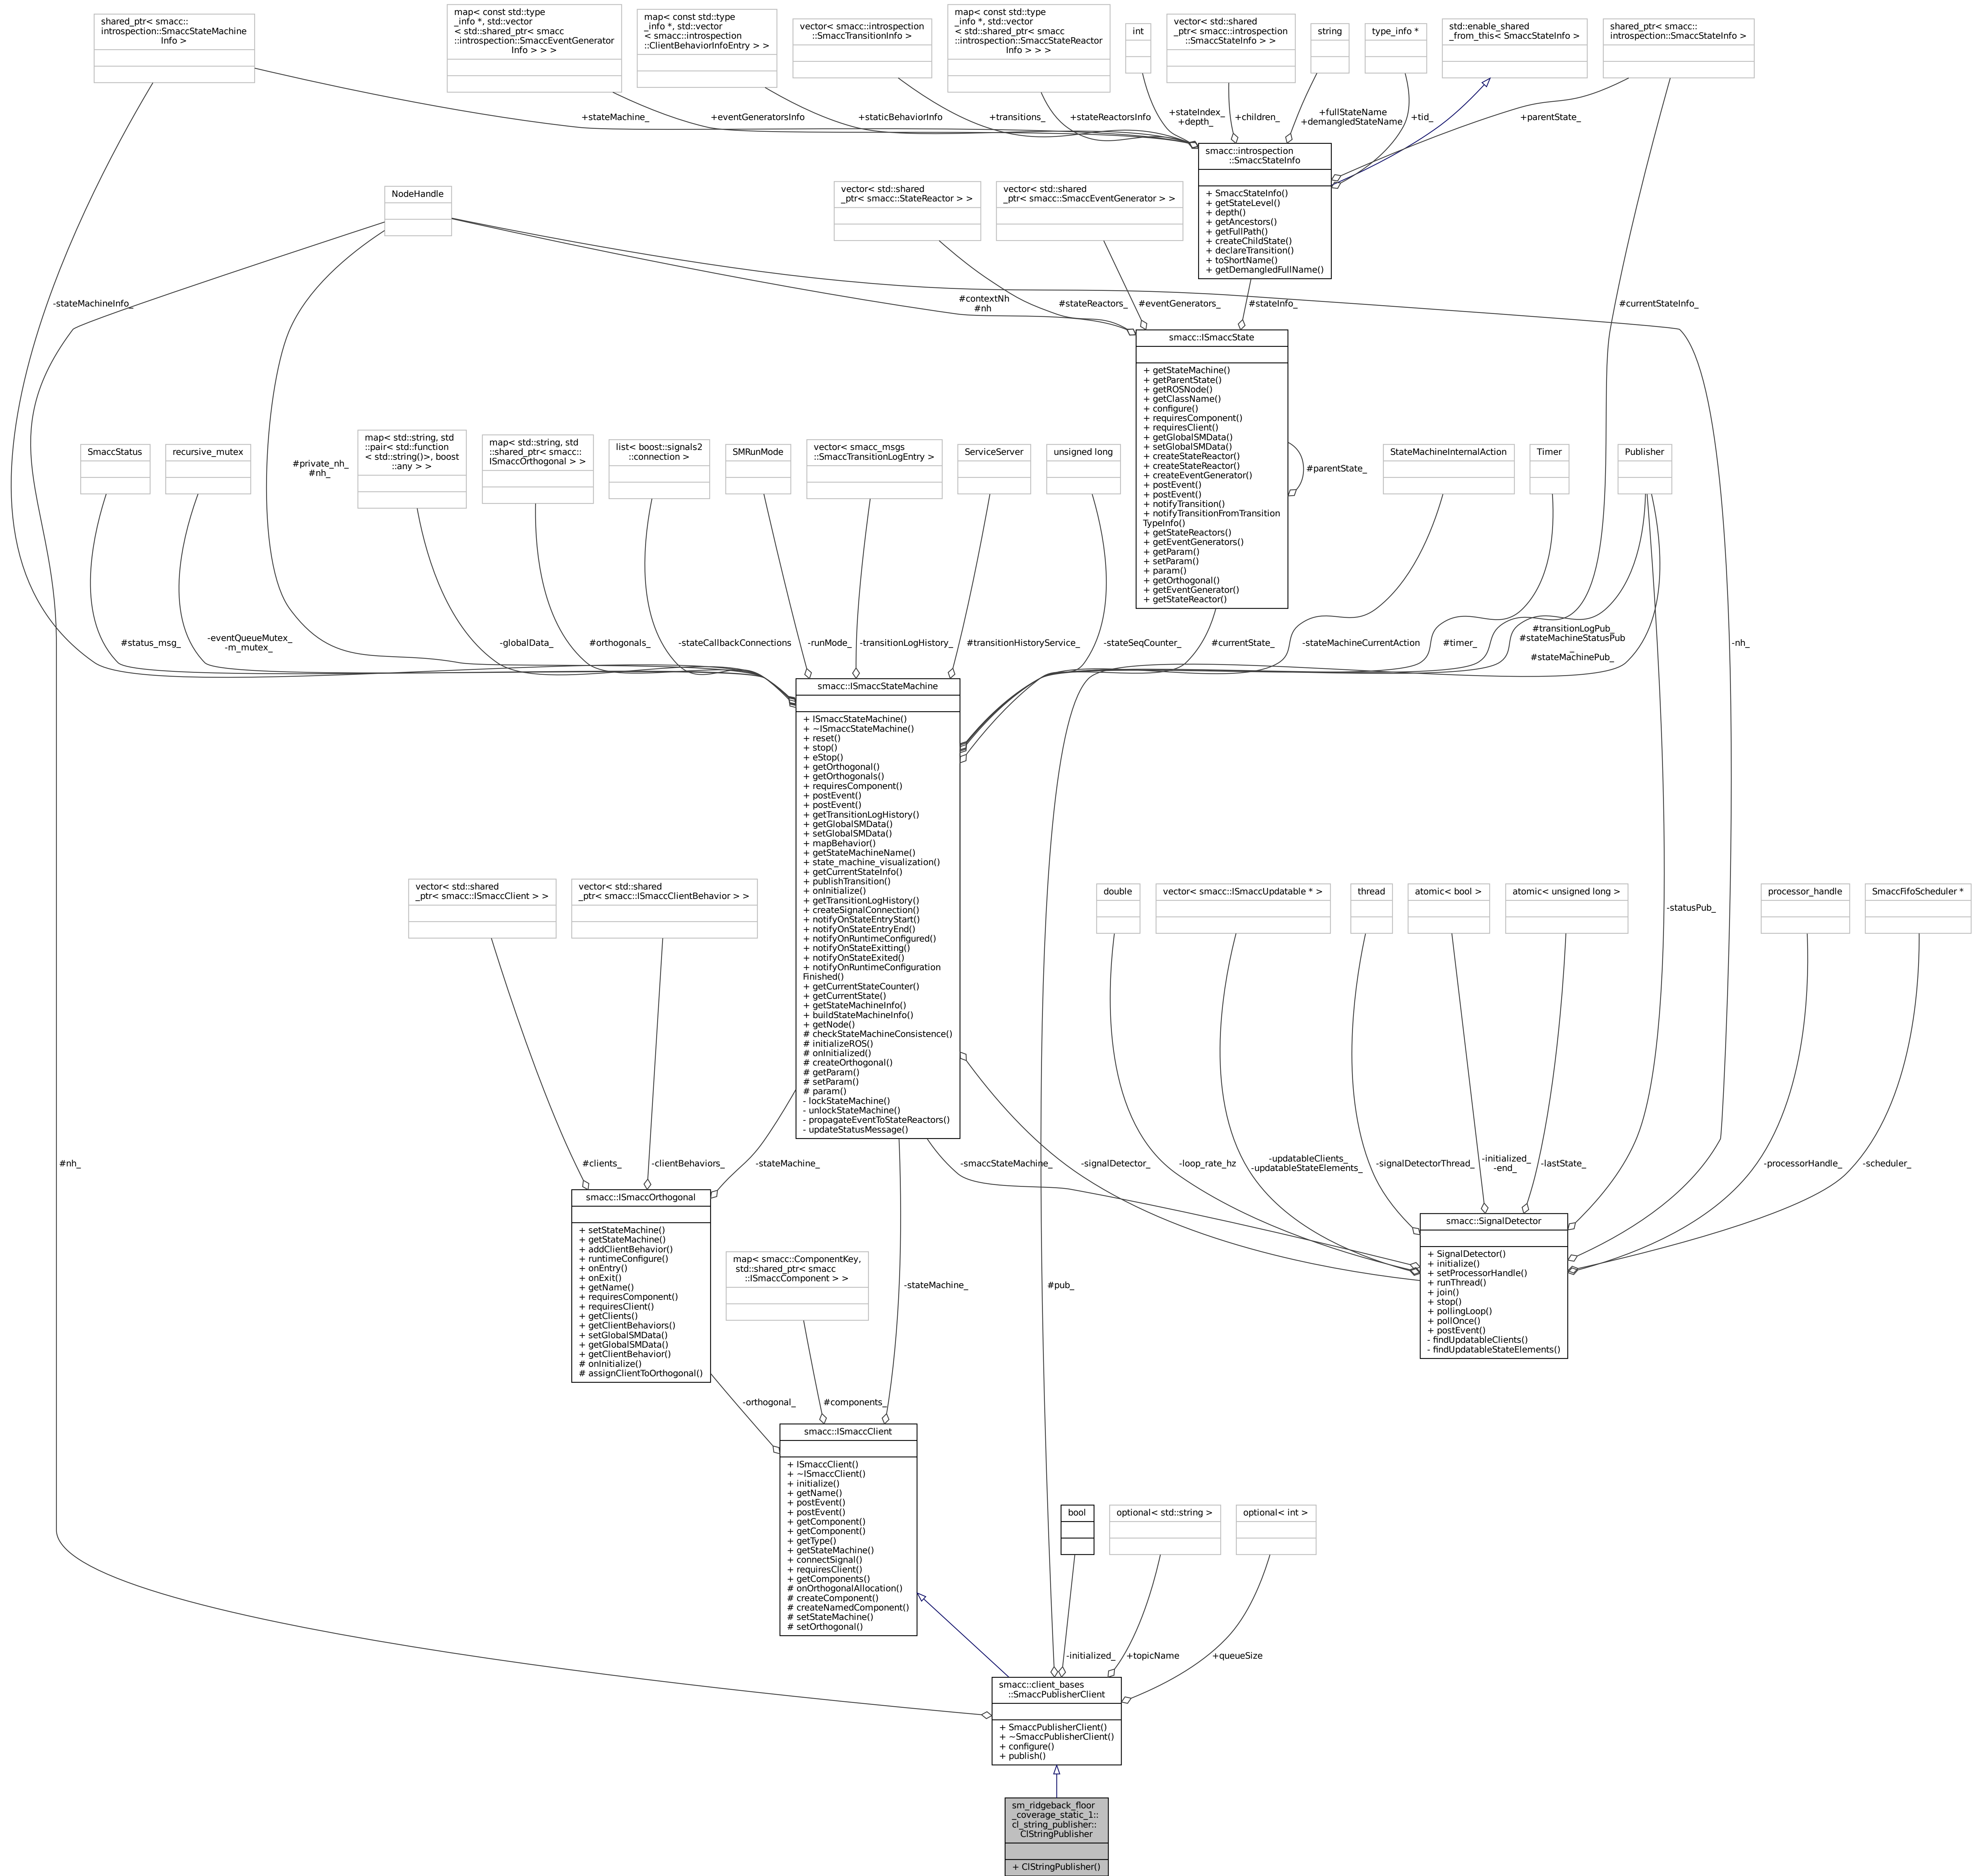 shared_ptr< smacc::
introspection::SmaccStateMachine
Info >
map< const std::type
_info *, std::vector
< std::shared_ptr< smacc
::introspection::SmaccEventGenerator
Info > > >
map< const std::type
_info *, std::vector
< smacc::introspection
::ClientBehaviorInfoEntry > >
vector< smacc::introspection
::SmaccTransitionInfo >
map< const std::type
_info *, std::vector
< std::shared_ptr< smacc
::introspection::SmaccStateReactor
Info > > >
int
vector< std::shared
_ptr< smacc::introspection
::SmaccStateInfo > >
string
type_info *
std::enable_shared
_from_this< SmaccStateInfo >
shared_ptr< smacc::
introspection::SmaccStateInfo >
+stateMachine_
+eventGeneratorsInfo
+staticBehaviorInfo
+transitions_
+stateReactorsInfo
+stateIndex_
+depth_
+children_
+fullStateName
+demangledStateName
+tid_
+parentState_
smacc::introspection
::SmaccStateInfo
+ SmaccStateInfo()
+ getStateLevel()
+ depth()
+ getAncestors()
+ getFullPath()
+ createChildState()
+ declareTransition()
+ toShortName()
+ getDemangledFullName()
NodeHandle
vector< std::shared
_ptr< smacc::StateReactor > >
vector< std::shared
_ptr< smacc::SmaccEventGenerator > >
-stateMachineInfo_
#contextNh
#nh
#stateReactors_
#eventGenerators_
#stateInfo_
#currentStateInfo_
smacc::ISmaccState
+ getStateMachine()
+ getParentState()
+ getROSNode()
+ getClassName()
+ configure()
+ requiresComponent()
+ requiresClient()
+ getGlobalSMData()
+ setGlobalSMData()
+ createStateReactor()
+ createStateReactor()
+ createEventGenerator()
+ postEvent()
+ postEvent()
+ notifyTransition()
+ notifyTransitionFromTransition
TypeInfo()
+ getStateReactors()
+ getEventGenerators()
+ getParam()
+ setParam()
+ param()
+ getOrthogonal()
+ getEventGenerator()
+ getStateReactor()
#parentState_
SmaccStatus
recursive_mutex
#private_nh_
#nh_
map< std::string, std
::pair< std::function
< std::string()>, boost
::any > >
map< std::string, std
::shared_ptr< smacc::
ISmaccOrthogonal > >
list< boost::signals2
::connection >
SMRunMode
vector< smacc_msgs
::SmaccTransitionLogEntry >
ServiceServer
unsigned long
StateMachineInternalAction
Timer
Publisher
#status_msg_
-eventQueueMutex_
-m_mutex_
-globalData_
#orthogonals_
-stateCallbackConnections
-runMode_
-transitionLogHistory_
#transitionHistoryService_
-stateSeqCounter_
#currentState_
-stateMachineCurrentAction
#timer_
#transitionLogPub_
#stateMachineStatusPub
_
#stateMachinePub_
-nh_
smacc::ISmaccStateMachine
+ ISmaccStateMachine()
+ ~ISmaccStateMachine()
+ reset()
+ stop()
+ eStop()
+ getOrthogonal()
+ getOrthogonals()
+ requiresComponent()
+ postEvent()
+ postEvent()
+ getTransitionLogHistory()
+ getGlobalSMData()
+ setGlobalSMData()
+ mapBehavior()
+ getStateMachineName()
+ state_machine_visualization()
+ getCurrentStateInfo()
+ publishTransition()
+ onInitialize()
+ getTransitionLogHistory()
+ createSignalConnection()
+ notifyOnStateEntryStart()
+ notifyOnStateEntryEnd()
+ notifyOnRuntimeConfigured()
+ notifyOnStateExitting()
+ notifyOnStateExited()
+ notifyOnRuntimeConfiguration
Finished()
+ getCurrentStateCounter()
+ getCurrentState()
+ getStateMachineInfo()
+ buildStateMachineInfo()
+ getNode()
# checkStateMachineConsistence()
# initializeROS()
# onInitialized()
# createOrthogonal()
# getParam()
# setParam()
# param()
- lockStateMachine()
- unlockStateMachine()
- propagateEventToStateReactors()
- updateStatusMessage()
vector< std::shared
_ptr< smacc::ISmaccClient > >
vector< std::shared
_ptr< smacc::ISmaccClientBehavior > >
double
vector< smacc::ISmaccUpdatable * >
thread
atomic< bool >
atomic< unsigned long >
-statusPub_
processor_handle
SmaccFifoScheduler *
#nh_
#clients_
-clientBehaviors_
-stateMachine_
-smaccStateMachine_
-signalDetector_
-loop_rate_hz
-updatableClients_
-updatableStateElements_
-signalDetectorThread_
-initialized_
-end_
-lastState_
-processorHandle_
-scheduler_
smacc::ISmaccOrthogonal
+ setStateMachine()
+ getStateMachine()
+ addClientBehavior()
+ runtimeConfigure()
+ onEntry()
+ onExit()
+ getName()
+ requiresComponent()
+ requiresClient()
+ getClients()
+ getClientBehaviors()
+ setGlobalSMData()
+ getGlobalSMData()
+ getClientBehavior()
# onInitialize()
# assignClientToOrthogonal()
smacc::SignalDetector
+ SignalDetector()
+ initialize()
+ setProcessorHandle()
+ runThread()
+ join()
+ stop()
+ pollingLoop()
+ pollOnce()
+ postEvent()
- findUpdatableClients()
- findUpdatableStateElements()
map< smacc::ComponentKey,
std::shared_ptr< smacc
::ISmaccComponent > >
-stateMachine_
#pub_
-orthogonal_
#components_
smacc::ISmaccClient
+ ISmaccClient()
+ ~ISmaccClient()
+ initialize()
+ getName()
+ postEvent()
+ postEvent()
+ getComponent()
+ getComponent()
+ getType()
+ getStateMachine()
+ connectSignal()
+ requiresClient()
+ getComponents()
# onOrthogonalAllocation()
# createComponent()
# createNamedComponent()
# setStateMachine()
# setOrthogonal()
bool
optional< std::string >
optional< int >
-initialized_
+topicName
+queueSize
smacc::client_bases
::SmaccPublisherClient
+ SmaccPublisherClient()
+ ~SmaccPublisherClient()
+ configure()
+ publish()
sm_ridgeback_floor
_coverage_static_1::
cl_string_publisher::
ClStringPublisher
+ ClStringPublisher()